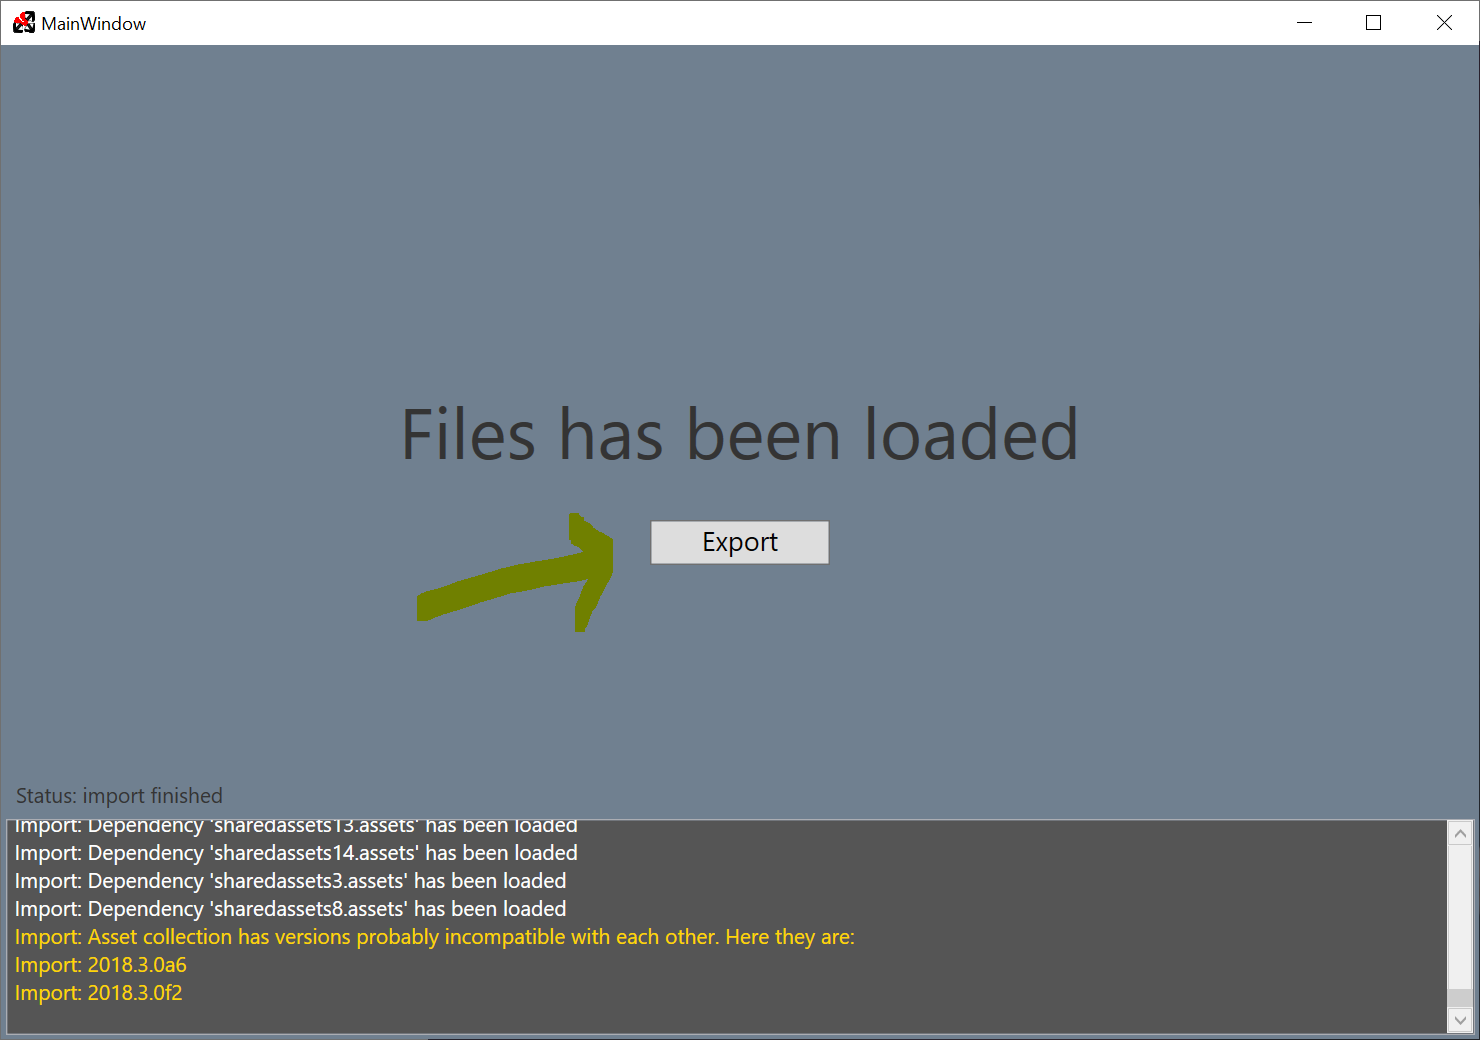 MainWindow
Files has been loaded
Export
Status: import finished
Import: Dependency 'sharedassets13.assets' has been loaded
Import: Dependency 'sharedassets14.assets' has been loaded
Import: Dependency 'sharedassets3.assets' has been loaded
Import: Dependency 'sharedassets8.assets' has been loaded
Import: Asset collection has versions probably incompatible with each other. Here they are:
Import: 2018.3.0a6
Import: 2018.3.0f2